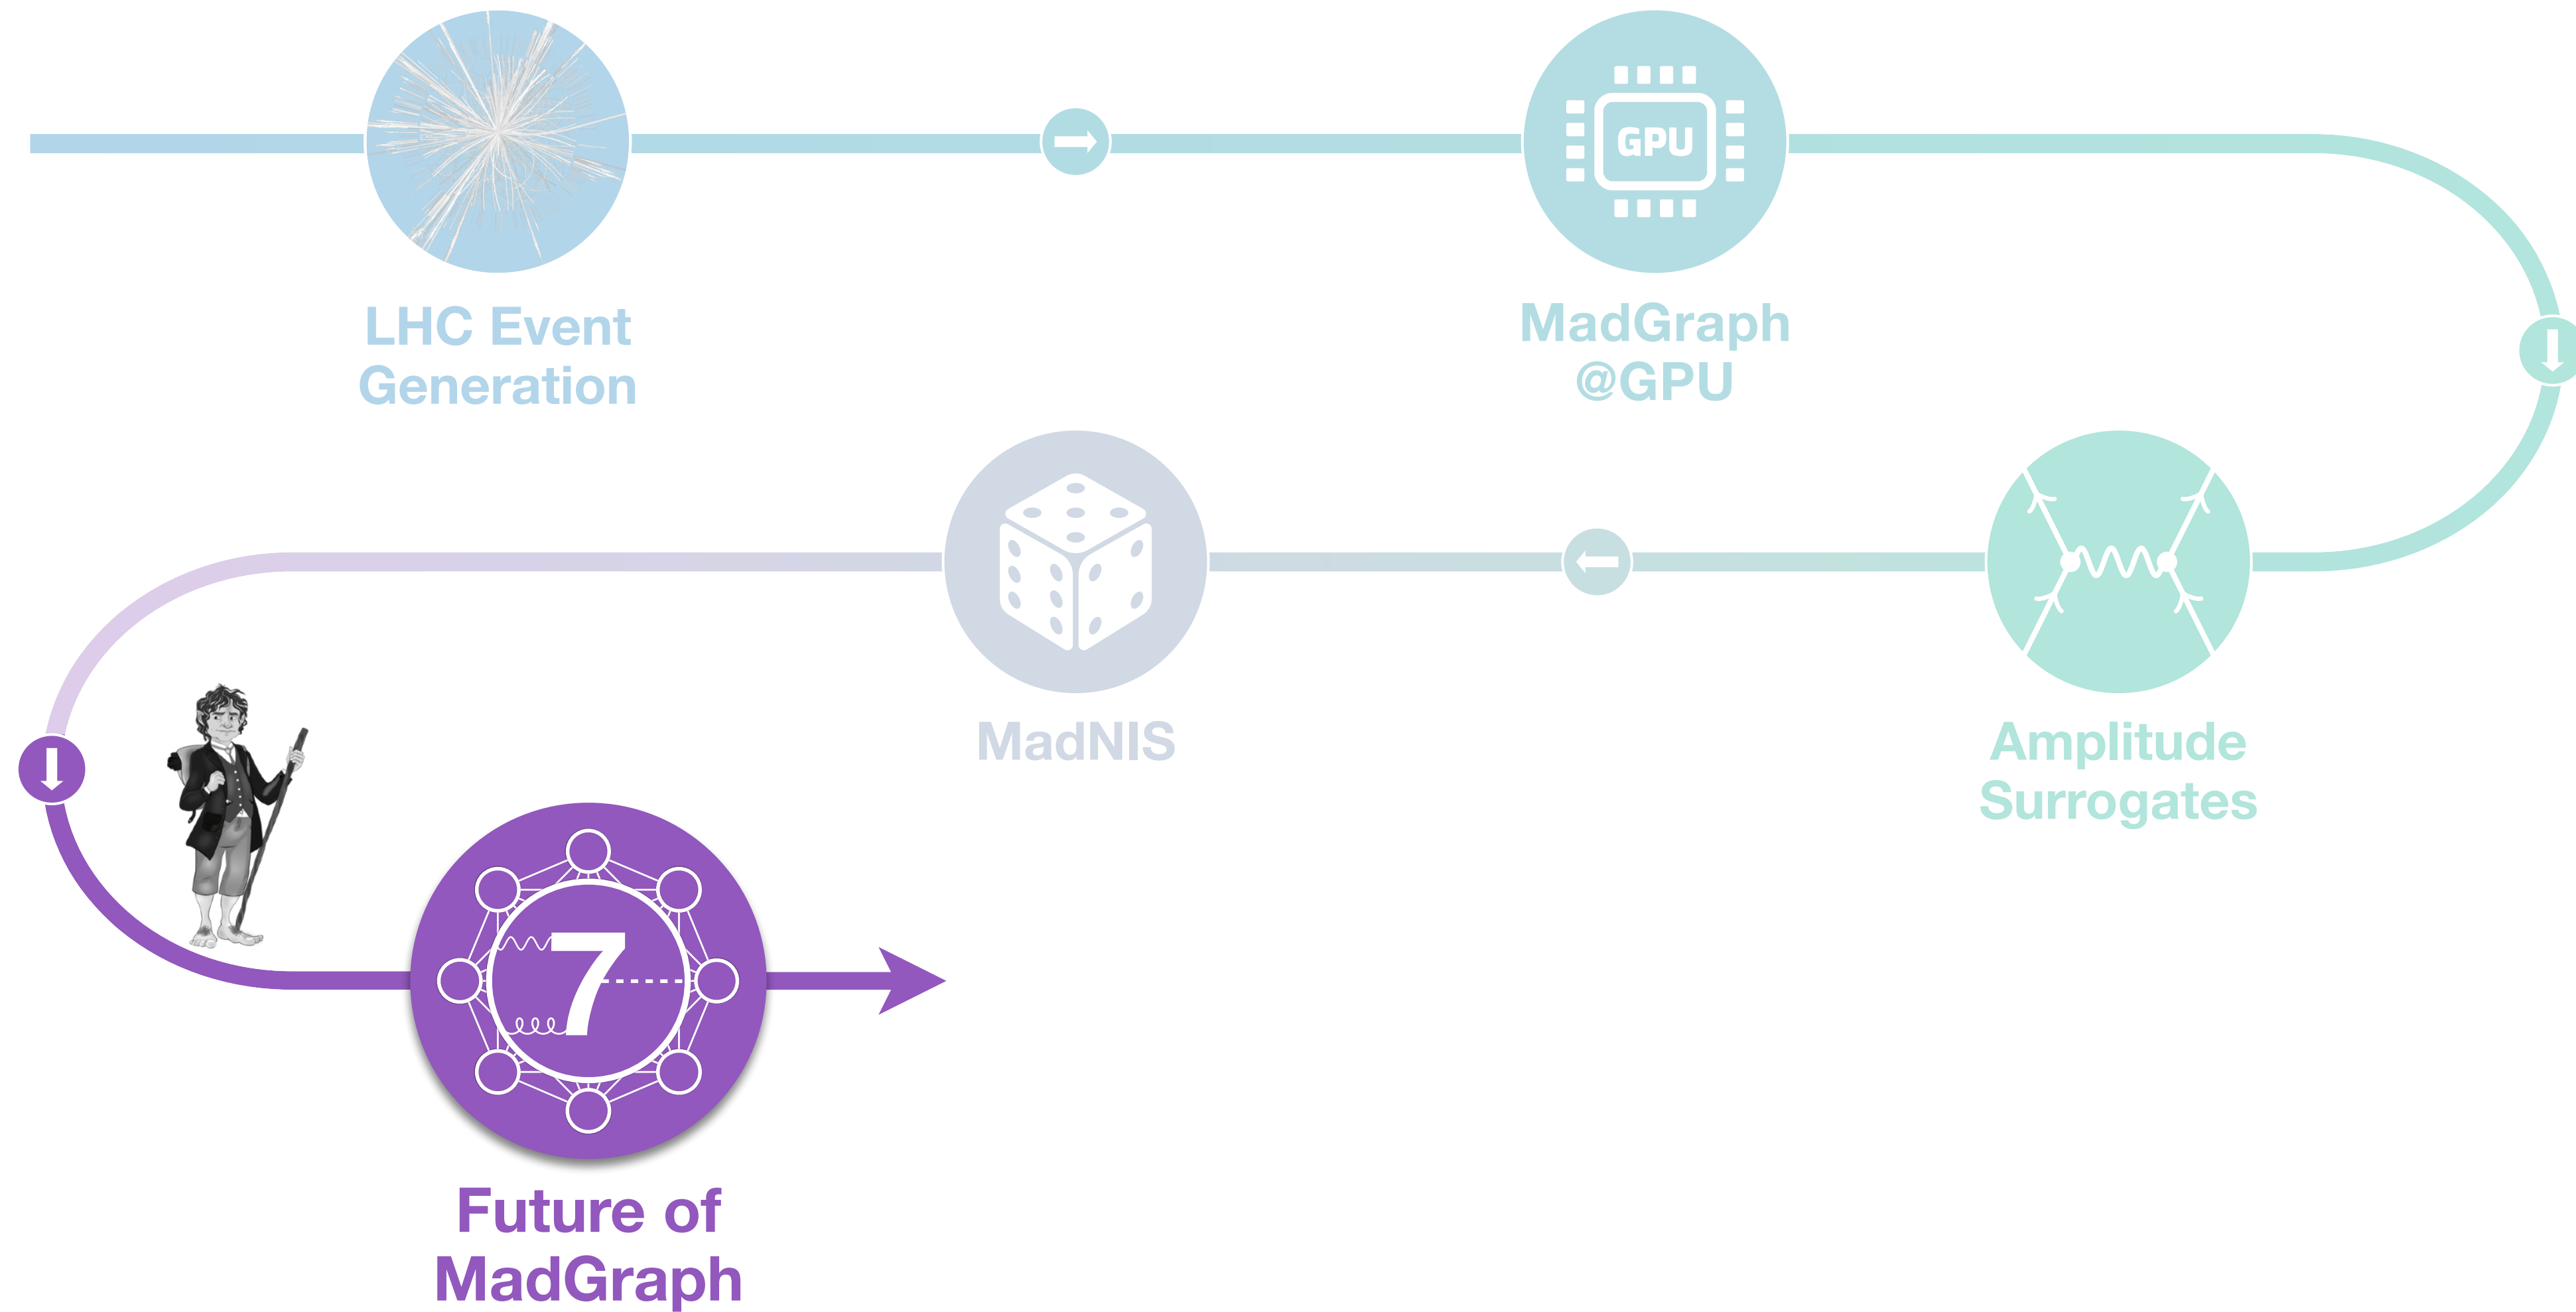 LHC Event
Generation
GPU
MadGraph
@GPU
Amplitude
Surrogates
MadNIS
7
Future of
MadGraph